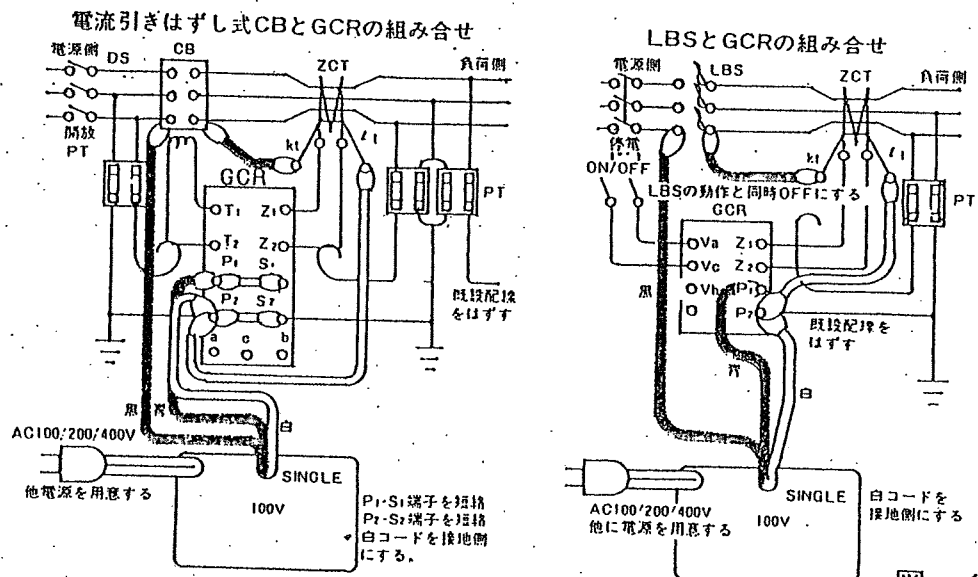 電流引きはずし式CBとGCRの組み合せ
電源側
DS
CB
ZCT
負荷側
開放
PT
kt
lt
GCR
PT
T1
Z1
T2
Z2
P1
S1
P2
S2
a
c
b
既設配線
をはずす
黒
青
白
AC100/200/400V
他電源を用意する
SINGLE
100V
P1-S1端子を短絡
P2-S2端子を短絡
白コードを接地側
にする。
LBSとGCRの組み合せ
電源側
LBS
ZCT
負荷側
停電
ON/OFF
kt
lt
LBSの動作と同時OFFにする
PT
GCR
Va
Z1
Vc
Z2
Vh
P1
P2
黒
既設配線を
はずす
青
白
AC100/200/400V
他に電源を用意する
SINGLE
100V
白コードを
接地側にする